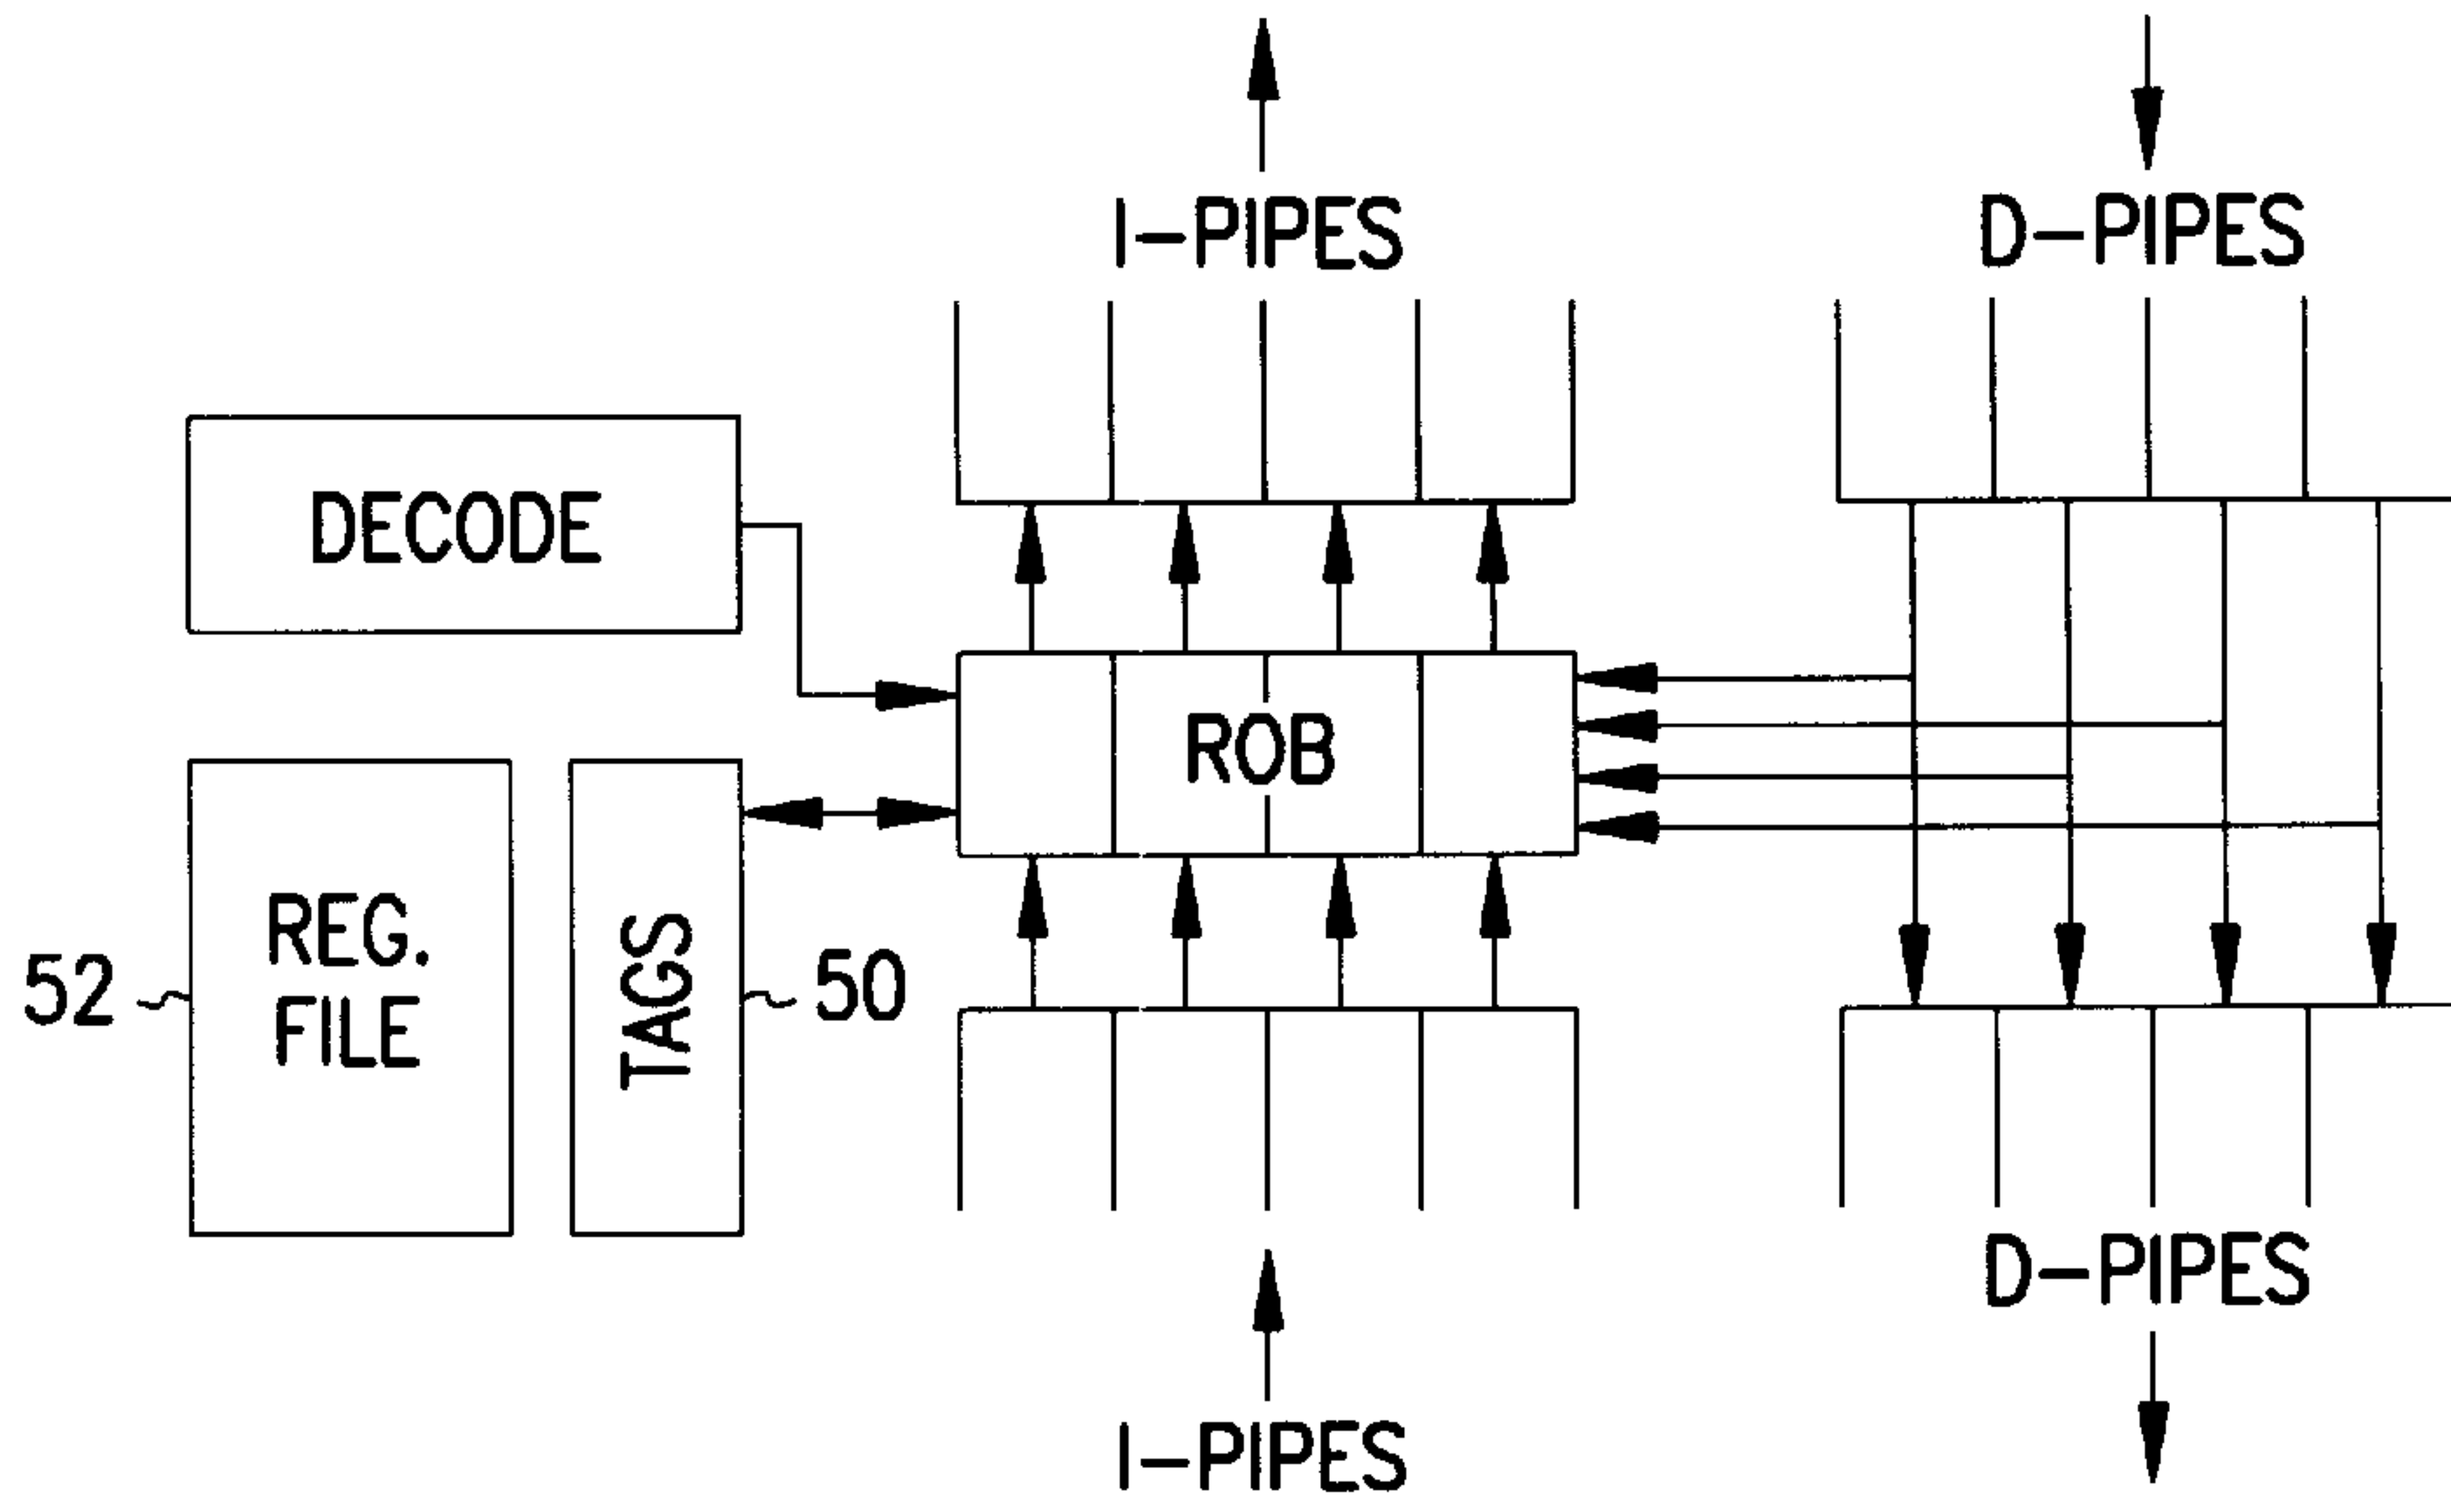 I-PIPES
D-PIPES
DECODE
ROB
REG.
FILE
52
TAGS
50
D-PIPES
I-PIPES